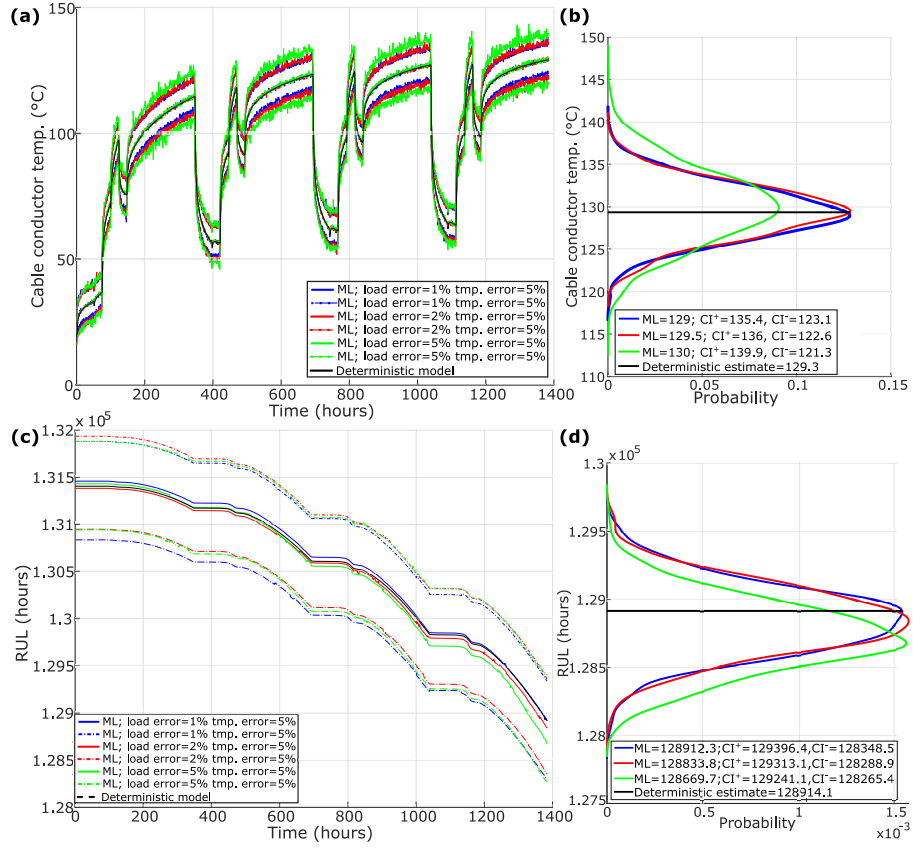 (a)
150
100
50
0
Cable conductor temp. (°C)
0 200 400 600 800 1000 1200 1400
Time (hours)
ML; load error=1% tmp. error=5%
ML; load error=1% tmp. error=5%
ML; load error=2% tmp. error=5%
ML; load error=2% tmp. error=5%
ML; load error=5% tmp. error=5%
ML; load error=5% tmp. error=5%
Deterministic model
(b)
150
145
140
135
130
125
120
115
110
Cable conductor temp. (°C)
0 0.05 0.1 0.15
Probability
ML=129; CI⁺=135.4, CI⁻=123.1
ML=129.5; CI⁺=136, CI⁻=122.6
ML=130; CI⁺=139.9, CI⁻=121.3
Deterministic estimate=129.3
(c)
x 10⁵
1.32
1.315
1.31
1.305
1.3
1.295
1.29
1.285
1.28
RUL (hours)
0 200 400 600 800 1000 1200 1400
Time (hours)
ML; load error=1% tmp. error=5%
ML; load error=1% tmp. error=5%
ML; load error=2% tmp. error=5%
ML; load error=2% tmp. error=5%
ML; load error=5% tmp. error=5%
ML; load error=5% tmp. error=5%
Deterministic model
(d)
x 10⁵
1.3
1.295
1.29
1.285
1.28
1.275
RUL (hours)
0 0.5 1 1.5
Probability
x10⁻³
ML=128912.3;CI⁺=129396.4,CI⁻=128348.5
ML=128833.8;CI⁺=129313.1,CI⁻=128288.9
ML=128669.7;CI⁺=129241.1,CI⁻=128265.4
Deterministic estimate=128914.1